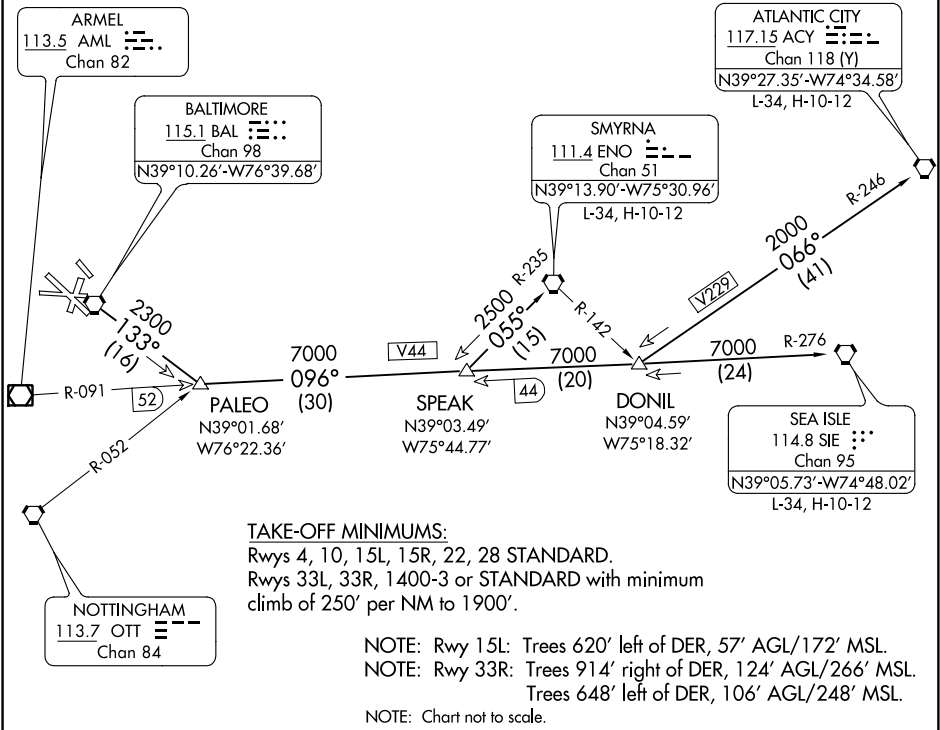 ARMEL
113.5 AML
Chan 82
ATLANTIC CITY
117.15 ACY
Chan 118 (Y)
N39°27.35′-W74°34.58′
L-34, H-10-12
BALTIMORE
115.1 BAL
Chan 98
N39°10.26′-W76°39.68′
SMYRNA
111.4 ENO
Chan 51
N39°13.90′-W75°30.96′
L-34, H-10-12
R-246
2000
066°
(41)
V229
R-235
2500
055°
(15)
R-142
2300
133°
(16)
7000
096°
(30)
V44
7000
(20)
7000
(24)
R-276
R-091
52
44
PALEO
N39°01.68′
W76°22.36′
SPEAK
N39°03.49′
W75°44.77′
DONIL
N39°04.59′
W75°18.32′
SEA ISLE
114.8 SIE
Chan 95
N39°05.73′-W74°48.02′
L-34, H-10-12
R-052
NOTTINGHAM
113.7 OTT
Chan 84
TAKE-OFF MINIMUMS:
Rwys 4, 10, 15L, 15R, 22, 28 STANDARD.
Rwys 33L, 33R, 1400-3 or STANDARD with minimum
climb of 250′ per NM to 1900′.
NOTE: Rwy 15L: Trees 620′ left of DER, 57′ AGL/172′ MSL.
NOTE: Rwy 33R: Trees 914′ right of DER, 124′ AGL/266′ MSL.
Trees 648′ left of DER, 106′ AGL/248′ MSL.
NOTE: Chart not to scale.